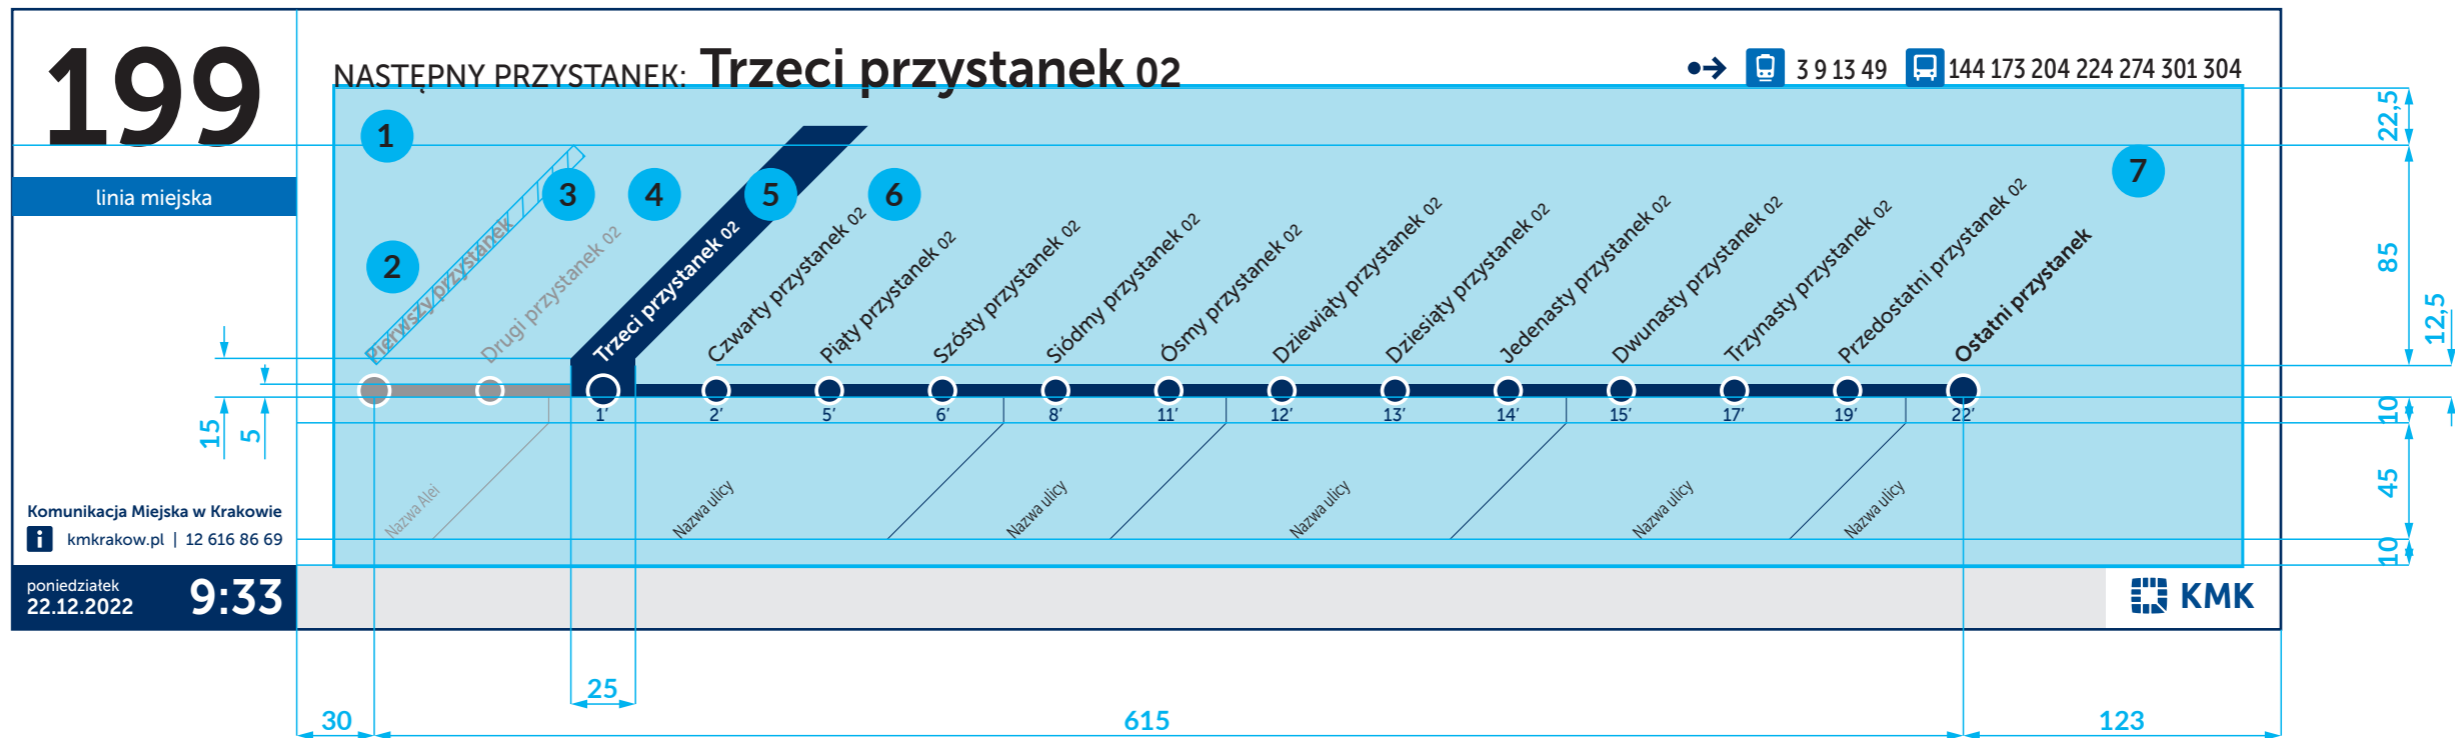 199
linia miejska
NASTĘPNY PRZYSTANEK: Trzeci przystanek 02
3 9 13 49
144 173 204 224 274 301 304
1
2
3
4
5
6
7
Pierwszy przystanek
Drugi przystanek 02
Trzeci przystanek 02
Czwarty przystanek 02
Piąty przystanek 02
Szósty przystanek 02
Siódmy przystanek 02
Ósmy przystanek 02
Dziewiąty przystanek 02
Dziesiąty przystanek 02
Jedenasty przystanek 02
Dwunasty przystanek 02
Trzynasty przystanek 02
Przedostatni przystanek 02
Ostatni przystanek
1’ 2’ 5’ 6’ 8’ 11’ 12’ 13’ 14’ 15’ 17’ 19’ 22’
Nazwa Alei
Nazwa ulicy
Nazwa ulicy
Nazwa ulicy
Nazwa ulicy
Nazwa ulicy
Komunikacja Miejska w Krakowie
i kmkrakow.pl | 12 616 86 69
poniedziałek
22.12.2022
9:33
KMK
15
5
22,5
85
12,5
10
45
10
25
30
615
123